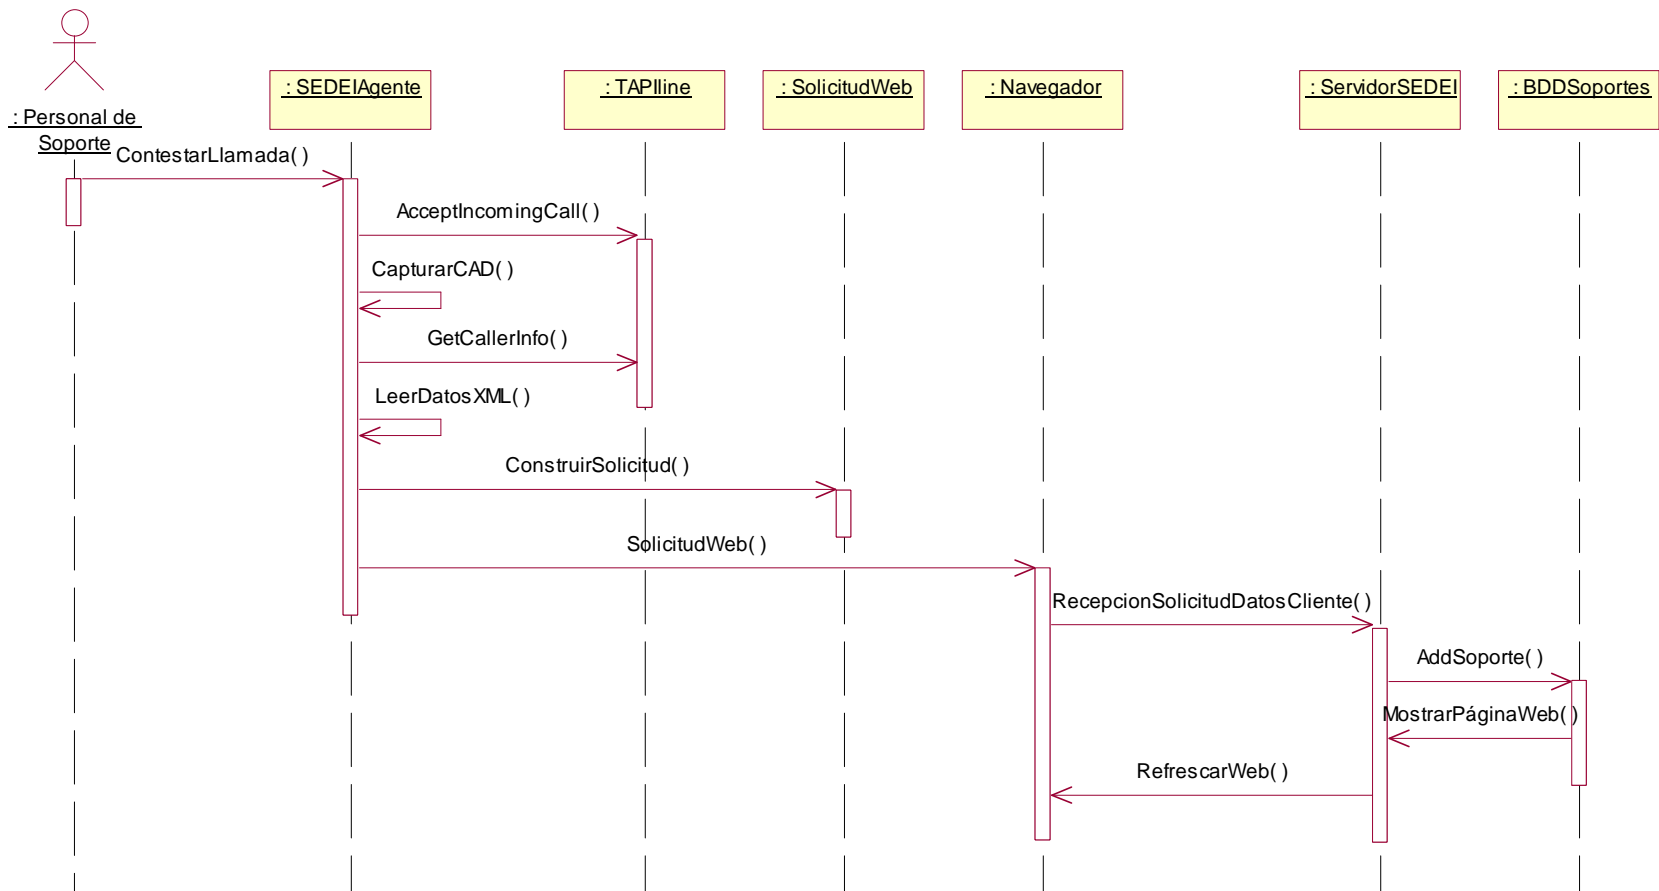 : Personal de
Soporte
: SEDEIAgente
: TAPIline
: SolicitudWeb
: Navegador
: ServidorSEDEI
: BDDSoportes
ContestarLlamada( )
AcceptIncomingCall( )
CapturarCAD( )
GetCallerInfo( )
LeerDatosXML( )
ConstruirSolicitud( )
SolicitudWeb( )
RecepcionSolicitudDatosCliente( )
AddSoporte( )
MostrarPáginaWeb( )
RefrescarWeb( )